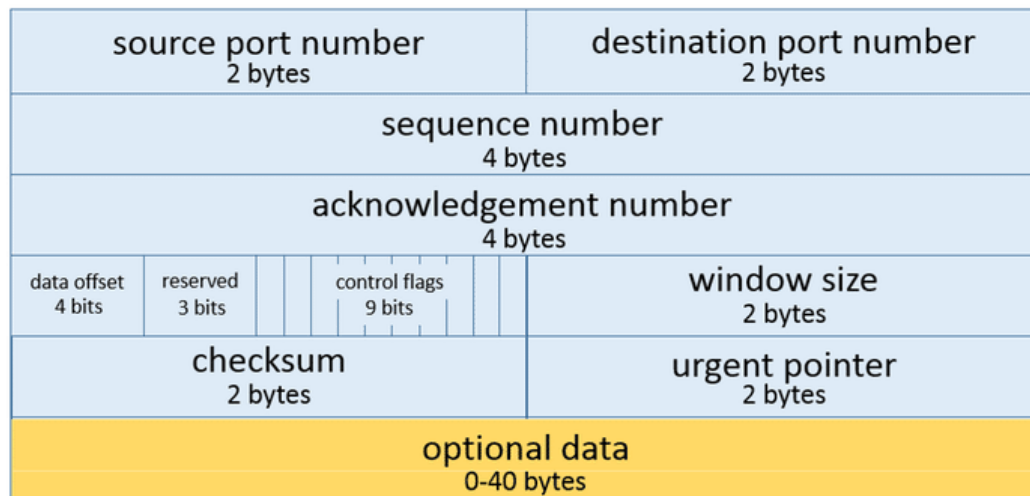 source port number
2 bytes
destination port number
2 bytes
sequence number
4 bytes
acknowledgement number
4 bytes
data offset
4 bits
reserved
3 bits
control flags
9 bits
window size
2 bytes
checksum
2 bytes
urgent pointer
2 bytes
optional data
0-40 bytes